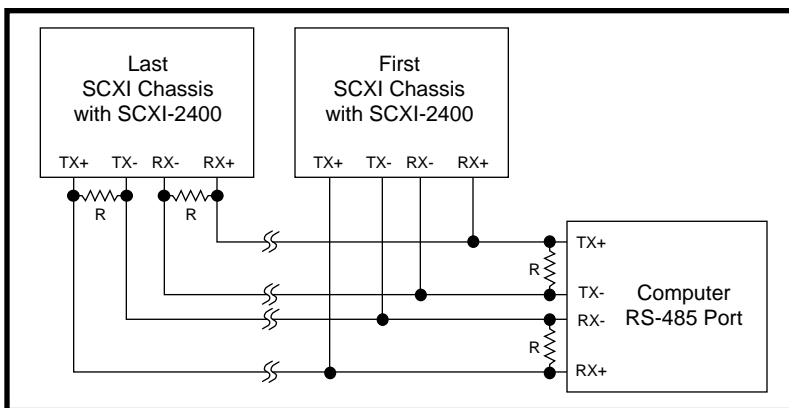 Last
SCXI Chassis
with SCXI-2400
First
SCXI Chassis
with SCXI-2400
TX+ TX- RX- RX+
TX+ TX- RX- RX+
R R
TX+
R
TX-
Computer
RS-485 Port
RX-
R
RX+